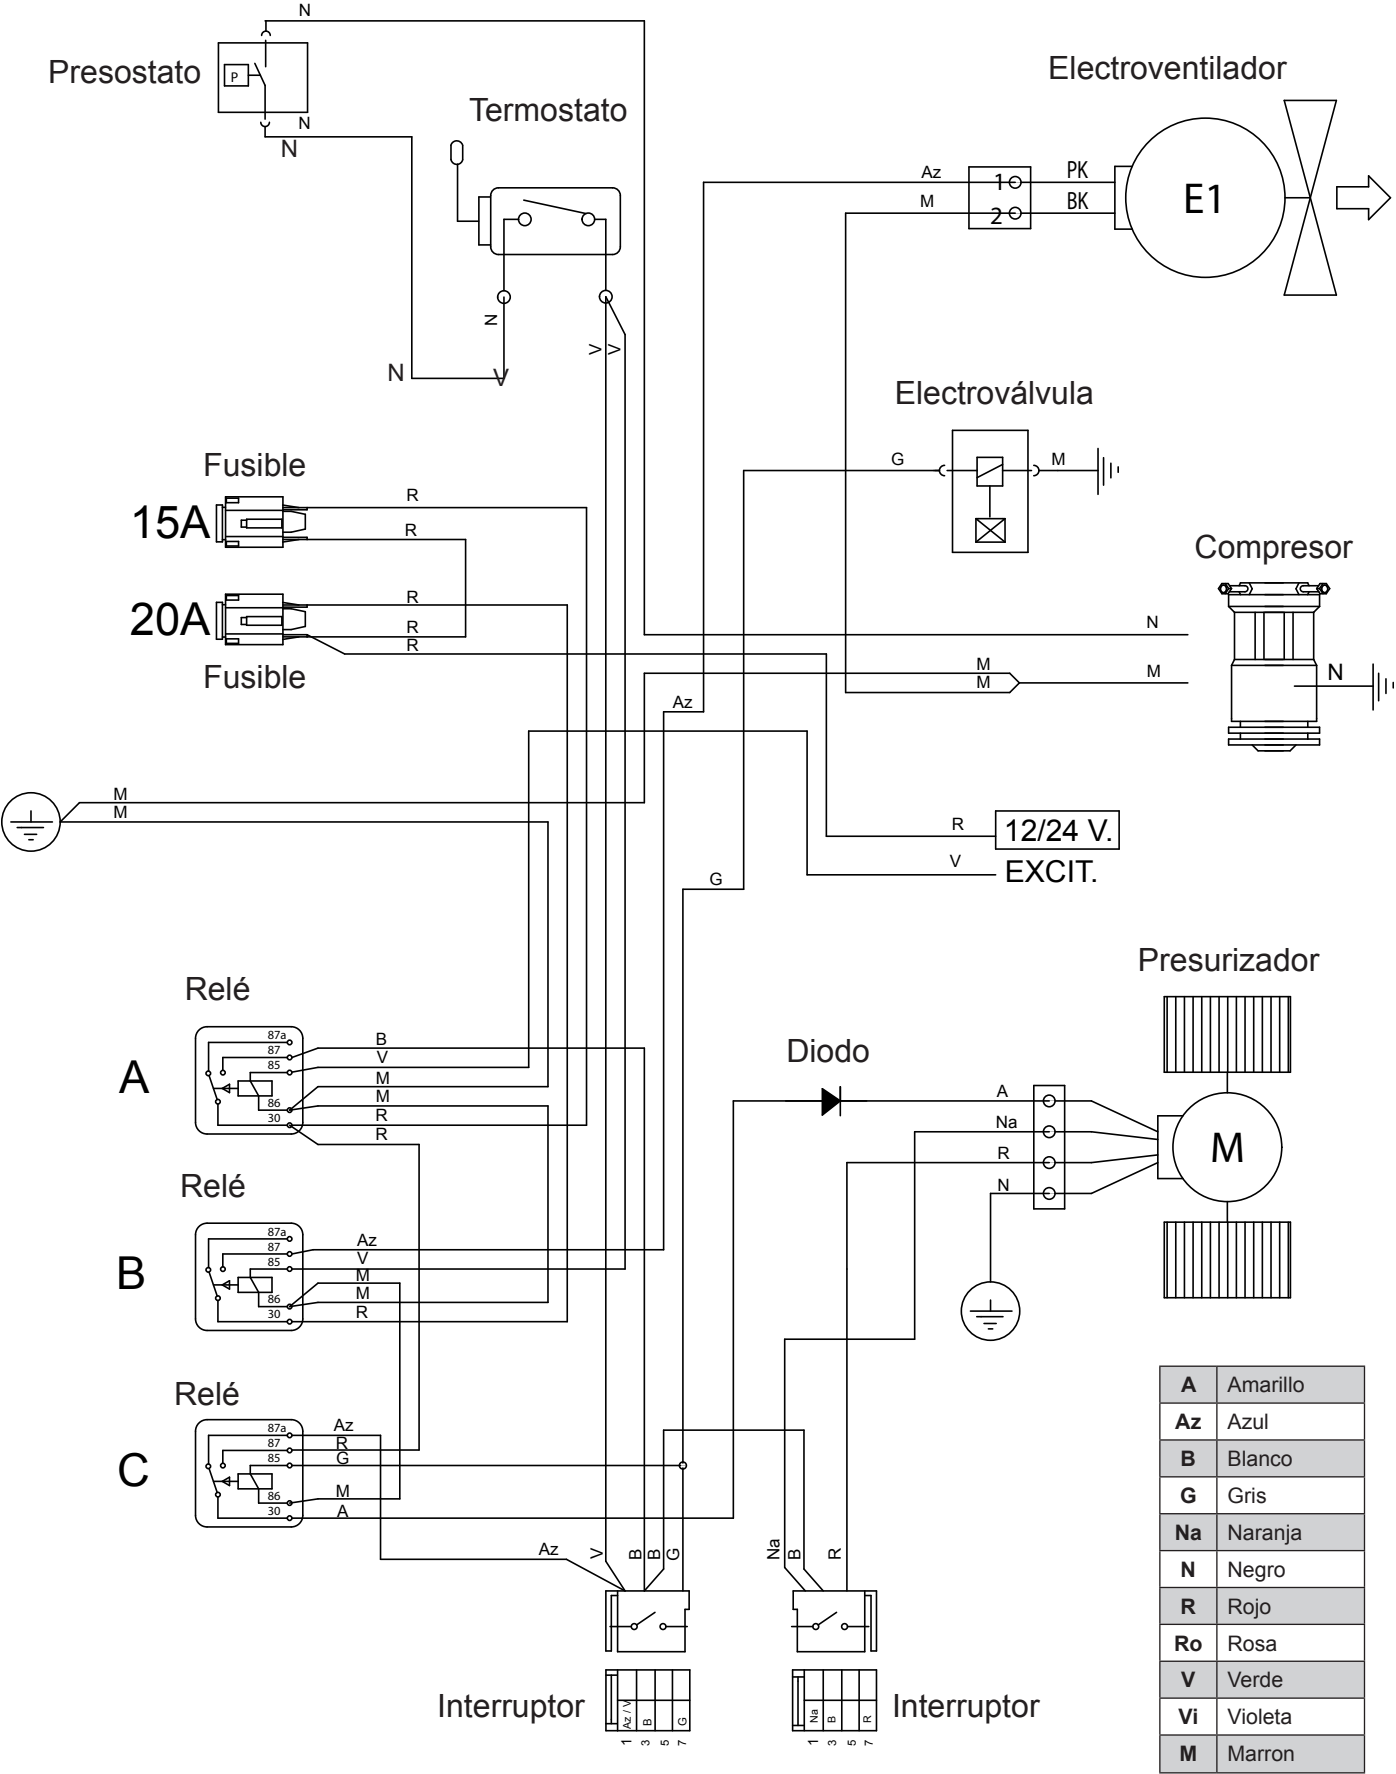 N
Presostato
P
N
N
Termostato
Electroventilador
Az
1
PK
M
2
BK
E1
N
V
V
N
V
Electroválvula
G
M
Fusible
15A
R
R
20A
R
R
R
Fusible
Compresor
N
M
M
M
N
Az
M
M
R
12/24 V.
V
EXCIT.
G
Relé
A
87a
87
85
86
30
B
V
M
M
R
R
Diodo
Presurizador
A
Na
R
N
M
Relé
B
87a
87
85
86
30
Az
V
M
M
R
Relé
C
87a
87
85
86
30
Az
R
G
M
A
Az
V
B
B
G
Na
B
R
Interruptor
Az / V
B
G
1
3
5
7
Na
B
R
1
3
5
7
Interruptor
A Amarillo
Az Azul
B Blanco
G Gris
Na Naranja
N Negro
R Rojo
Ro Rosa
V Verde
Vi Violeta
M Marron